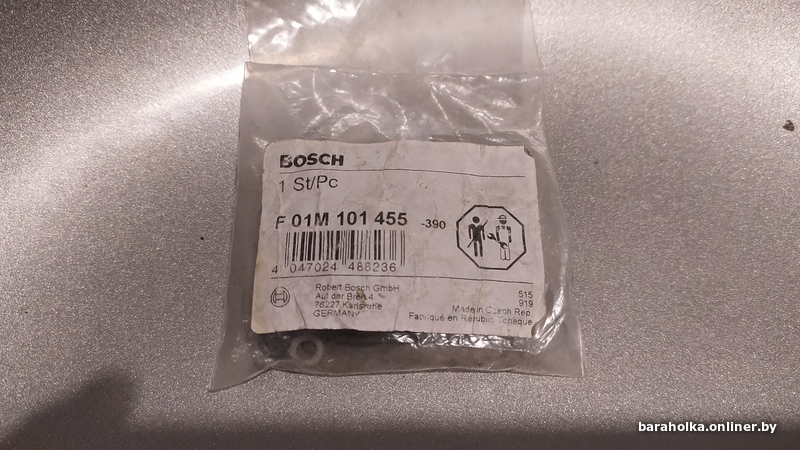 BOSCH
1 St/Pc
F 01M 101 455 -390
4 047024 488236
Robert Bosch GmbH
Auf der Breit 4
76227 Karlsruhe
GERMANY
515
919
Made in Czech Rep.
Fabriqué en Républic Tchèque
baraholka.onliner.by